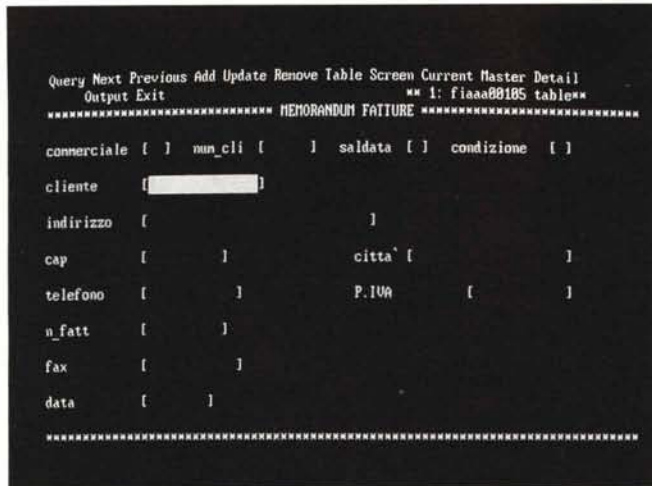 Query Next Previous Add Update Remove Table Screen Current Master Detail
Output Exit ** 1: fiaaa00105 table**
******************************* MEMORANDUM FATTURE ******************************
commerciale [ ] num_cli [ ] saldata [ ] condizione [ ]
cliente [ ]
indirizzo [ ]
cap [ ] citta` [ ]
telefono [ ] P.IVA [ ]
n_fatt [ ]
fax [ ]
data [ ]
********************************************************************************